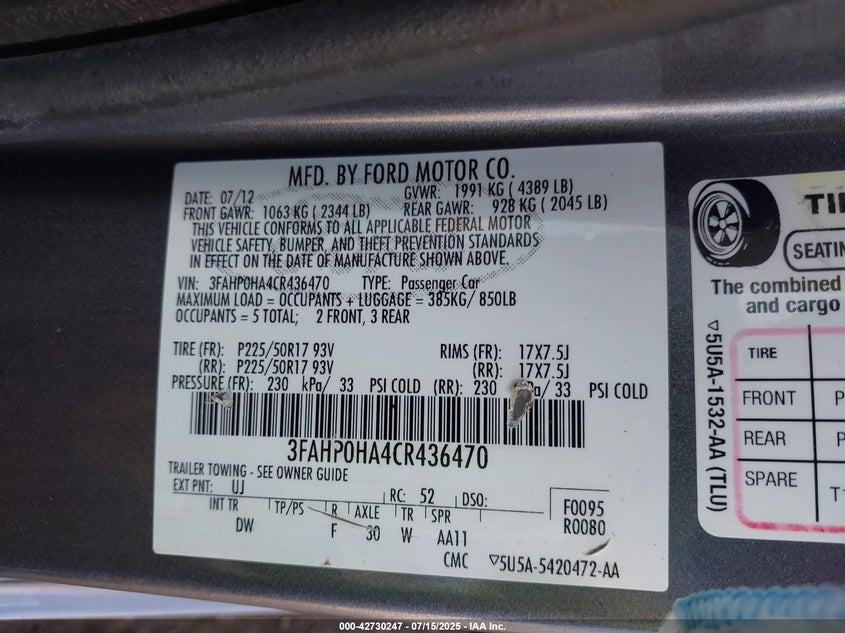 MFD. BY FORD MOTOR CO.
DATE: 07/12 GVWR: 1991 KG ( 4389 LB)
FRONT GAWR: 1063 KG ( 2344 LB) REAR GAWR: 928 KG ( 2045 LB)
THIS VEHICLE CONFORMS TO ALL APPLICABLE FEDERAL MOTOR
VEHICLE SAFETY, BUMPER, AND THEFT PREVENTION STANDARDS
IN EFFECT ON THE DATE OF MANUFACTURE SHOWN ABOVE.
VIN: 3FAHP0HA4CR436470 TYPE: Passenger Car
MAXIMUM LOAD = OCCUPANTS + LUGGAGE = 385KG/ 850LB
OCCUPANTS = 5 TOTAL; 2 FRONT, 3 REAR
TIRE (FR): P225/50R17 93V RIMS (FR): 17X7.5J
(RR): P225/50R17 93V (RR): 17X7.5J
PRESSURE (FR): 230 kPa/ 33 PSI COLD (RR): 230 a/ 33 PSI COLD
3FAHP0HA4CR436470
TRAILER TOWING - SEE OWNER GUIDE
EXT PNT: UJ RC: 52 DSO: F0095
INT TR TP/PS R AXLE TR SPR R0080
DW F 30 W AA11
CMC ▽5U5A-5420472-AA
TI
SEATIN
The combined
and cargo
TIRE
FRONT P
REAR P
SPARE T
▽5U5A-1532-AA (TLU)
000-42730247 - 07/15/2025 - IAA Inc.